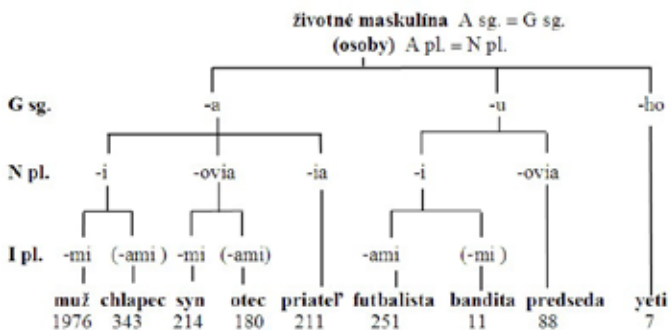 životné maskulína A sg. = G sg.
(osoby) A pl. = N pl.
G sg. -a -u -ho
N pl. -i -ovia -ia -i -ovia
I pl. -mi (-ami ) -mi (-ami) -ami (-mi )
muž chlapec syn otec priateľ futbalista bandita predseda yéti
1976 343 214 180 211 251 11 88 7